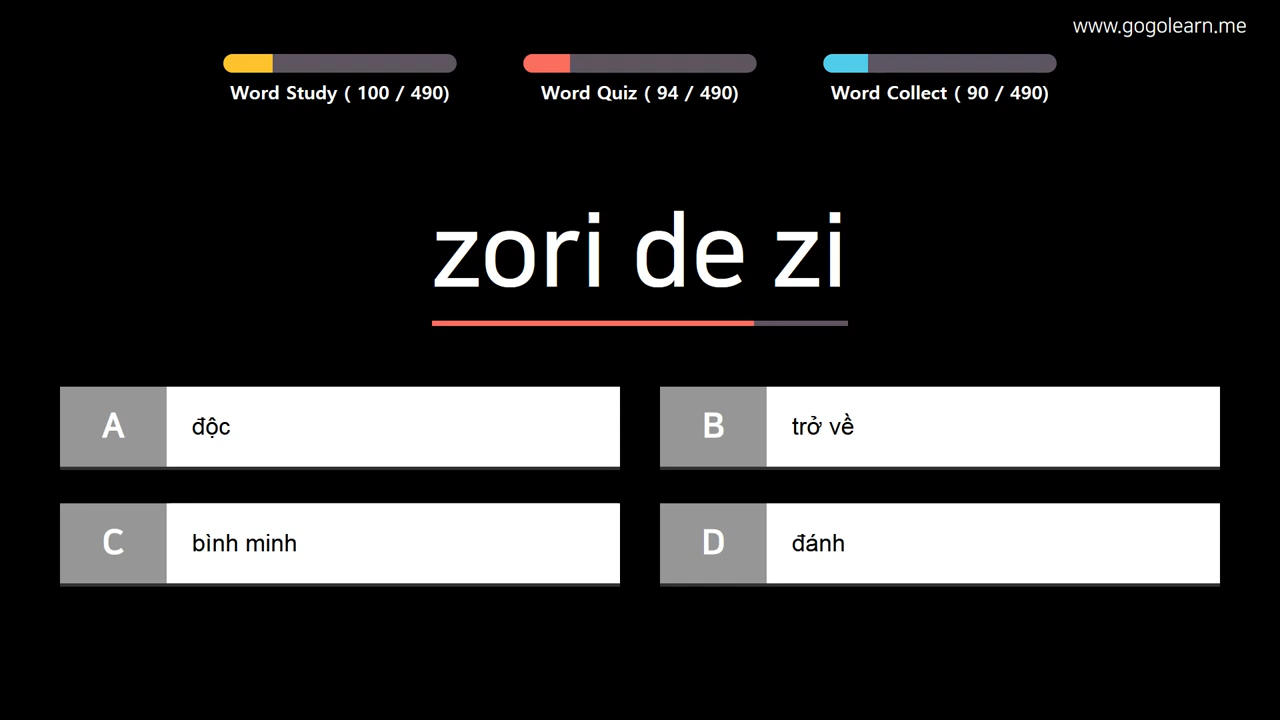 www.gogolearn.me
Word Study ( 100 / 490)
Word Quiz ( 94 / 490)
Word Collect ( 90 / 490)
zori de zi
A
độc
B
trở về
C
bình minh
D
đánh